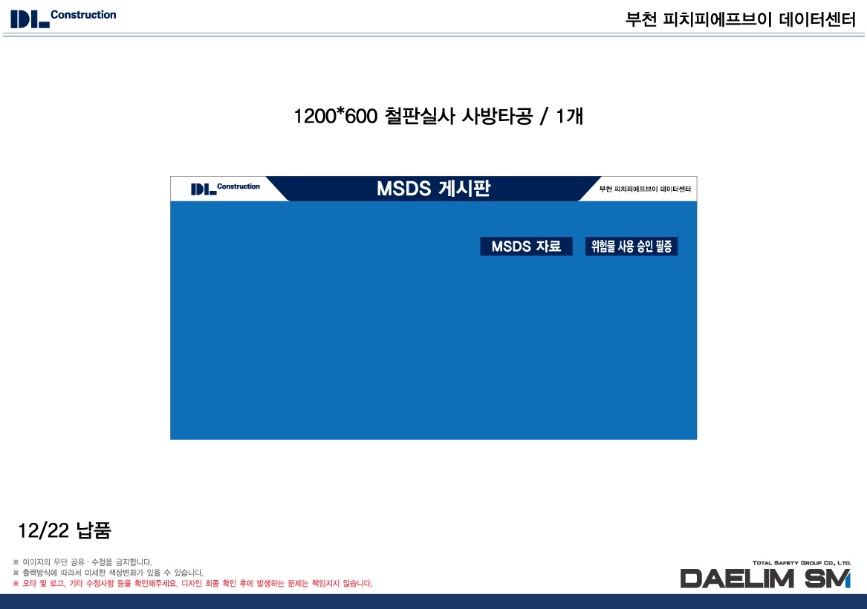 DL Construction
부천 피치피에프브이 데이터센터
1200*600 철판실사 사방타공 / 1개
DL Construction
MSDS 게시판
부천 피치피에프브이 데이터센터
MSDS 자료
위험물 사용 승인 필증
12/22 납품
※ 이미지의 무단 공유 · 수정을 금지합니다.
※ 출력방식에 따라서 미세한 색상변화가 있을 수 있습니다.
※ 오타 및 로고, 기타 수정사항 등을 확인해주세요. 디자인 최종 확인 후에 발생하는 문제는 책임지지 않습니다.
TOTAL SAFETY GROUP CO., LTD.
DAELIM SM